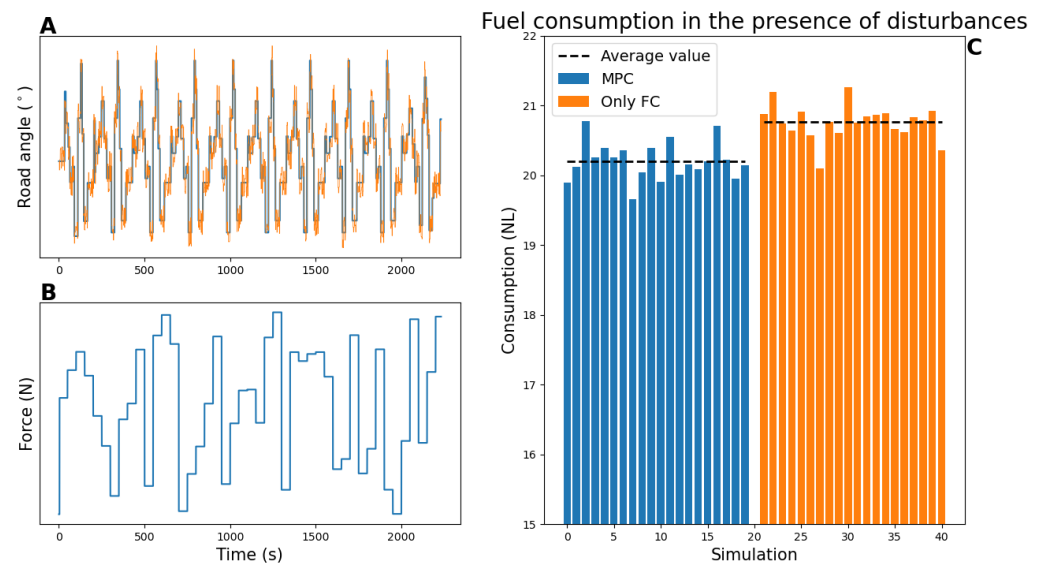 A
Road angle (°)
0 500 1000 1500 2000
B
Force (N)
0 500 1000 1500 2000
Time (s)
Fuel consumption in the presence of disturbances
C
Average value
MPC
Only FC
22
21
20
19
18
17
16
15
Consumption (NL)
0 5 10 15 20 25 30 35 40
Simulation